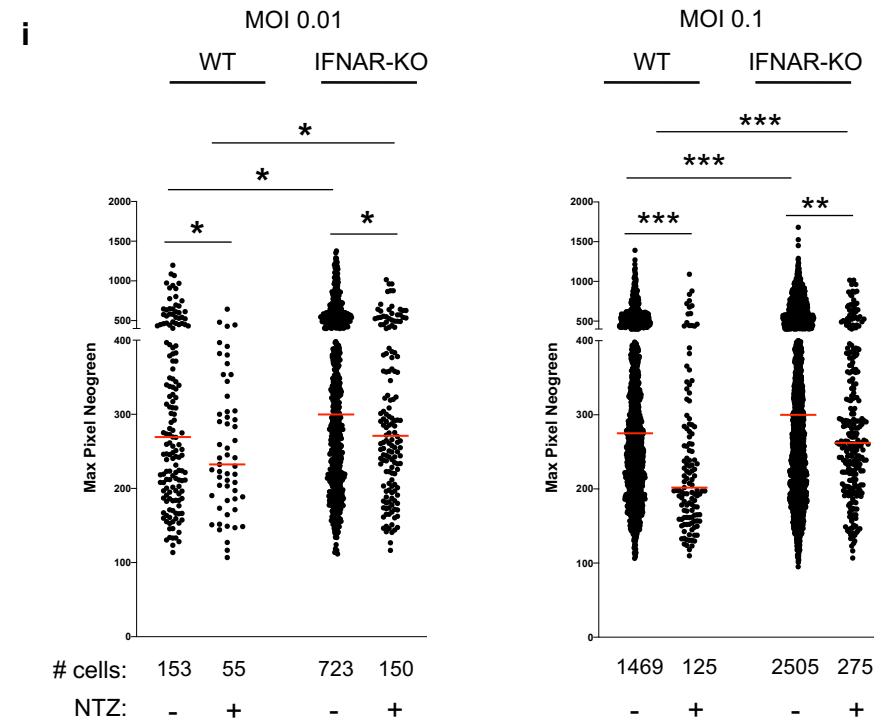 i
MOI 0.01
MOI 0.1
WT
IFNAR-KO
WT
IFNAR-KO
*
*
*
*
***
***
***
**
2000
1500
1000
500
400
300
200
100
0
Max Pixel Neogreen
2000
1500
1000
500
400
300
200
100
0
Max Pixel Neogreen
# cells: 153 55 723 150 1469 125 2505 275
NTZ: - + - + - + - +